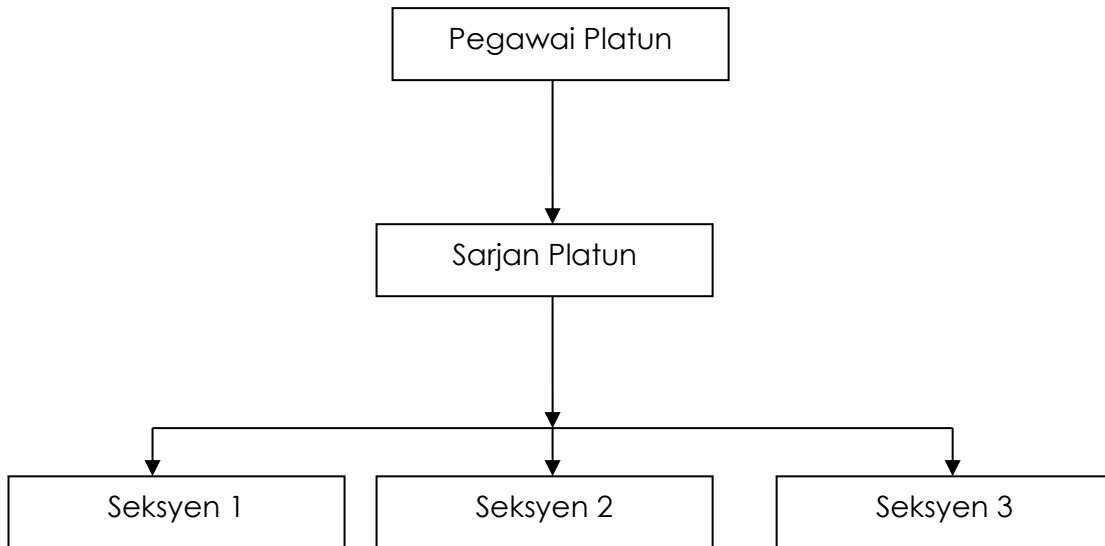 Pegawai Platun
Sarjan Platun
Seksyen 1
Seksyen 2
Seksyen 3